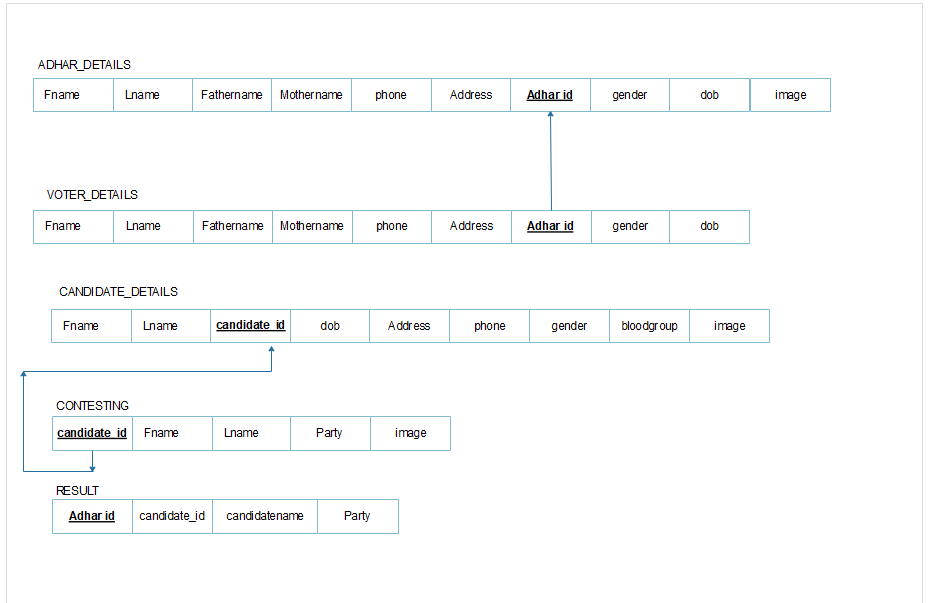 ADHAR_DETAILS
Fname Lname Fathername Mothername phone Address Adhar id gender dob image
VOTER_DETAILS
Fname Lname Fathername Mothername phone Address Adhar id gender dob
CANDIDATE_DETAILS
Fname Lname candidate_id dob Address phone gender bloodgroup image
CONTESTING
candidate_id Fname Lname Party image
RESULT
Adhar id candidate_id candidatename Party